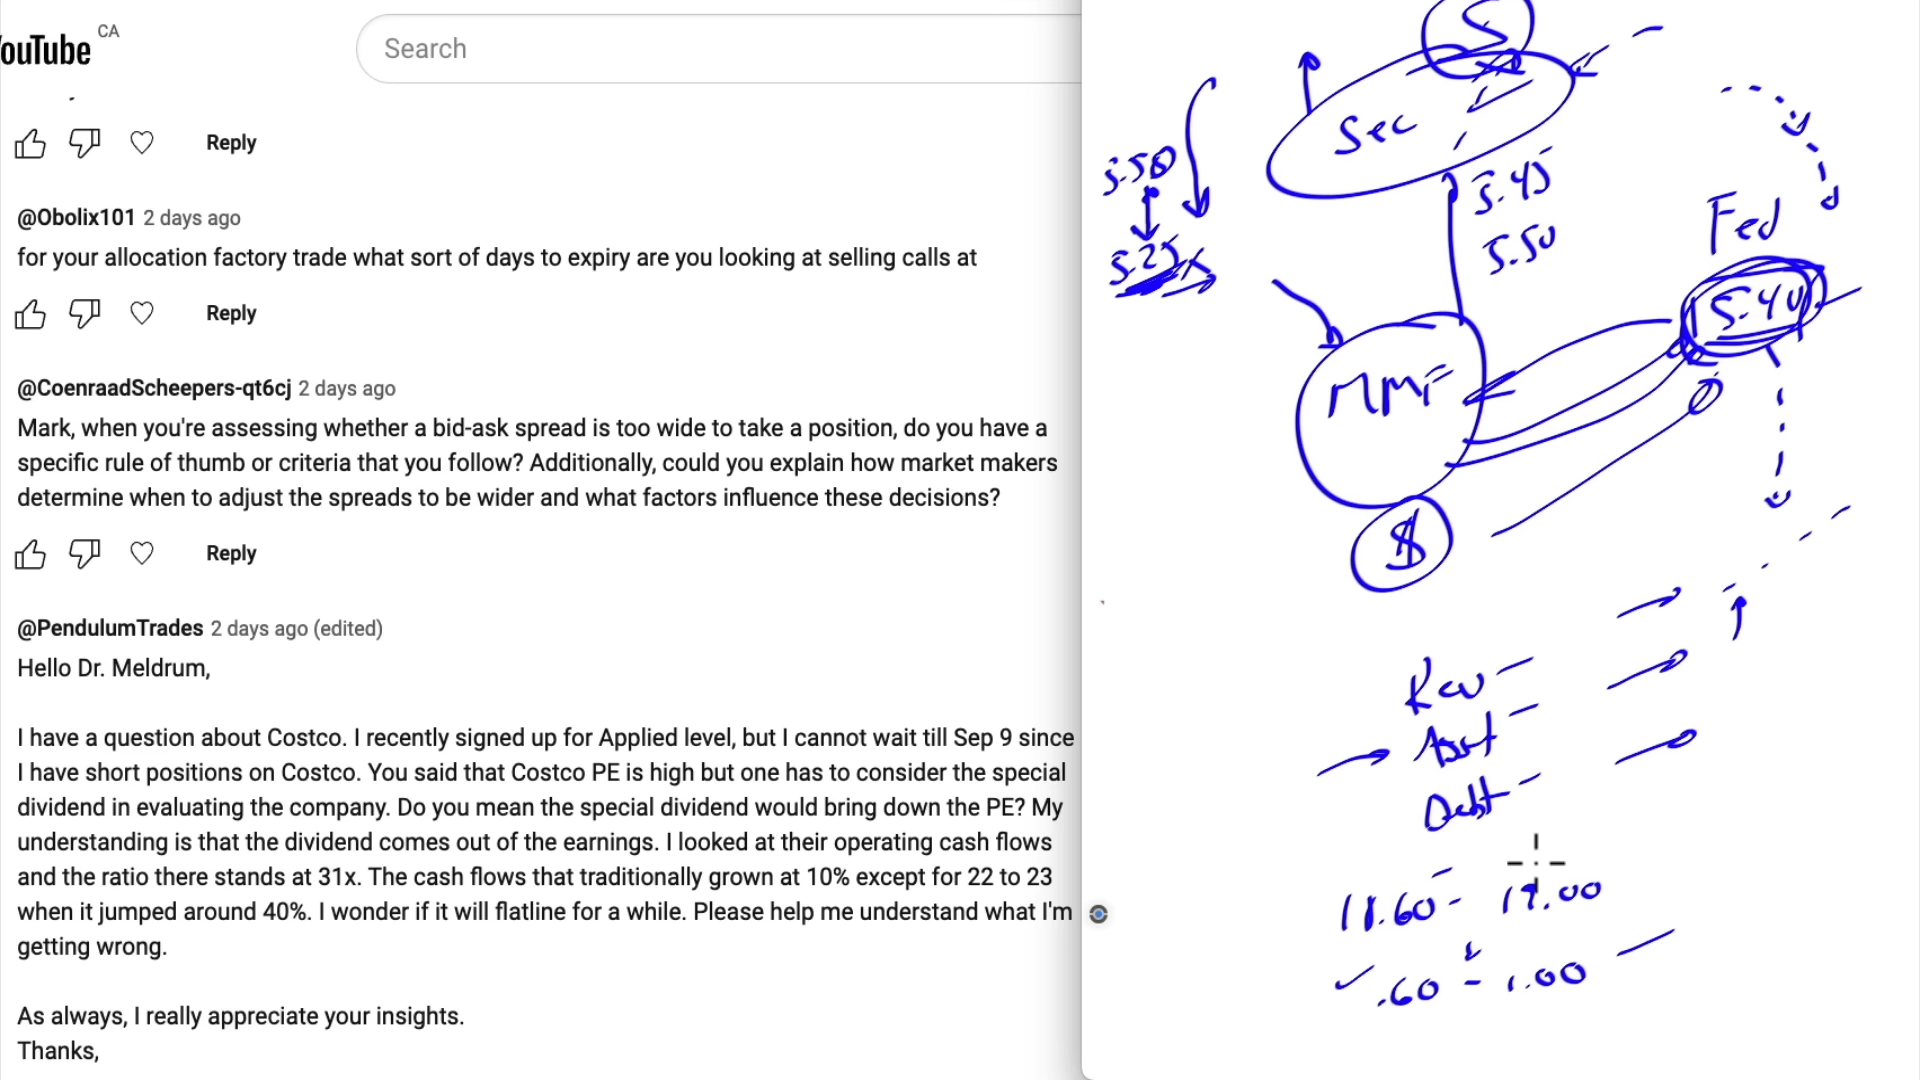 ouTube CA
Search
Reply
@Obolix101 2 days ago
for your allocation factory trade what sort of days to expiry are you looking at selling calls at
Reply
@CoenraadScheepers-qt6cj 2 days ago
Mark, when you're assessing whether a bid-ask spread is too wide to take a position, do you have a
specific rule of thumb or criteria that you follow? Additionally, could you explain how market makers
determine when to adjust the spreads to be wider and what factors influence these decisions?
Reply
@PendulumTrades 2 days ago (edited)
Hello Dr. Meldrum,
I have a question about Costco. I recently signed up for Applied level, but I cannot wait till Sep 9 since
I have short positions on Costco. You said that Costco PE is high but one has to consider the special
dividend in evaluating the company. Do you mean the special dividend would bring down the PE? My
understanding is that the dividend comes out of the earnings. I looked at their operating cash flows
and the ratio there stands at 31x. The cash flows that traditionally grown at 10% except for 22 to 23
when it jumped around 40%. I wonder if it will flatline for a while. Please help me understand what I'm
getting wrong.
As always, I really appreciate your insights.
Thanks,
S
Sec
5.50
5.25
5.45
5.50
Fed
5.40
MMF
$
Rev
Debt
.60 - 1.00